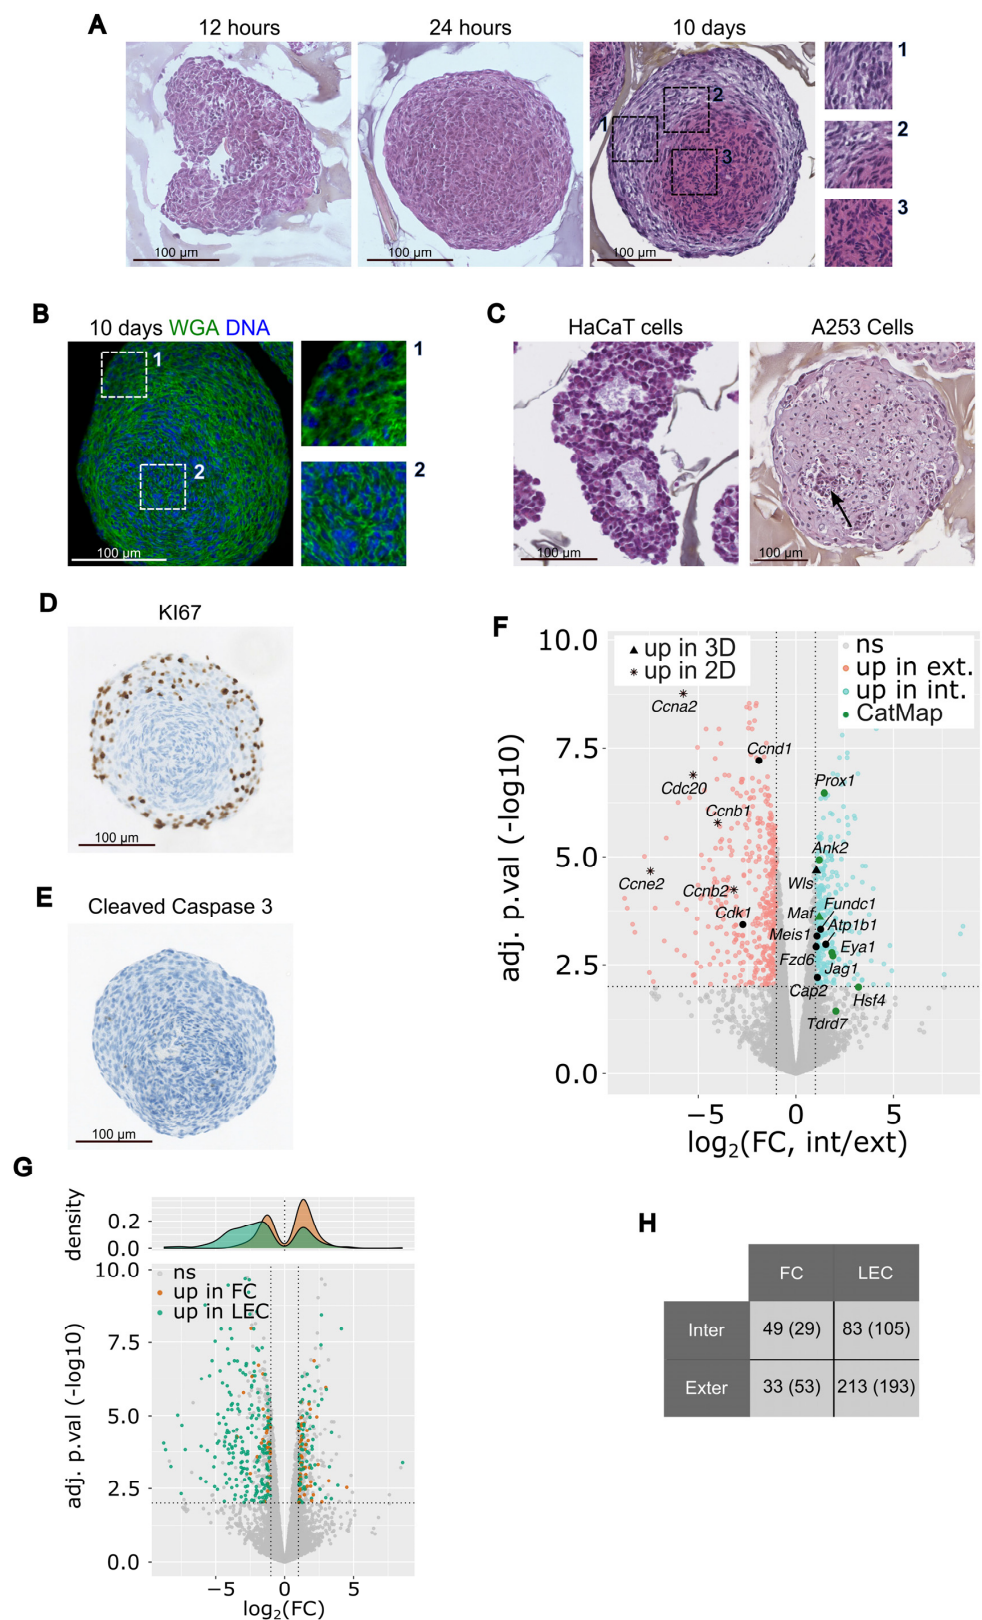 A
12 hours
24 hours
10 days
1
2
3
1
2
3
100 µm
100 µm
100 µm
B
10 days WGA DNA
1
2
1
2
100 µm
C
HaCaT cells
A253 Cells
100 µm
100 µm
D
KI67
100 µm
E
Cleaved Caspase 3
100 µm
F
▲ up in 3D
✳ up in 2D
ns
up in ext.
up in int.
CatMap
Ccna2
Ccnd1
Cdc20
Prox1
Ccnb1
Ank2
Ccne2
Ccnb2
Wls
Cdk1
Maf
Fundc1
Meis1
Atp1b1
Fzd6
Eya1
Jag1
Cap2
Hsf4
Tdrd7
10.0
7.5
5.0
2.5
0.0
adj. p.val (-log10)
−5
0
5
log₂(FC, int/ext)
G
density
0.2
0.0
ns
up in FC
up in LEC
10.0
7.5
5.0
2.5
0.0
adj. p.val (-log10)
−5
0
5
log₂(FC)
H
FC LEC
Inter 49 (29) 83 (105)
Exter 33 (53) 213 (193)